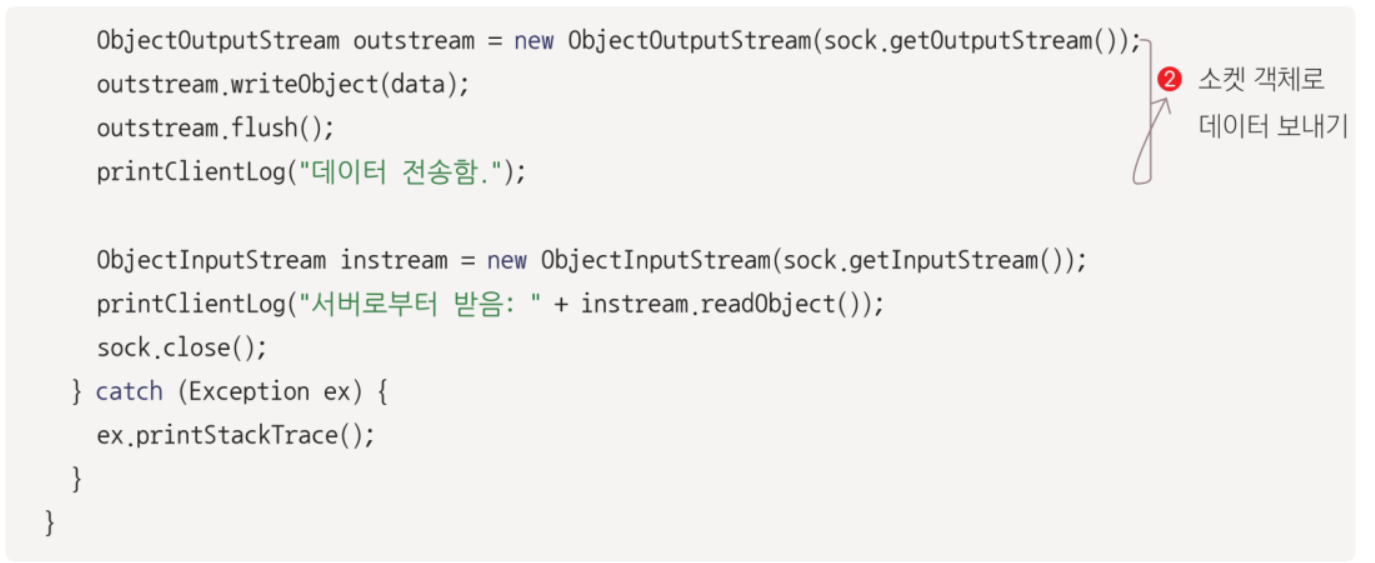 ObjectOutputStream outstream = new ObjectOutputStream(sock.getOutputStream());
outstream.writeObject(data);
outstream.flush();
printClientLog("데이터 전송함.");
❷ 소켓 객체로
데이터 보내기
ObjectInputStream instream = new ObjectInputStream(sock.getInputStream());
printClientLog("서버로부터 받음: " + instream.readObject());
sock.close();
} catch (Exception ex) {
ex.printStackTrace();
}
}